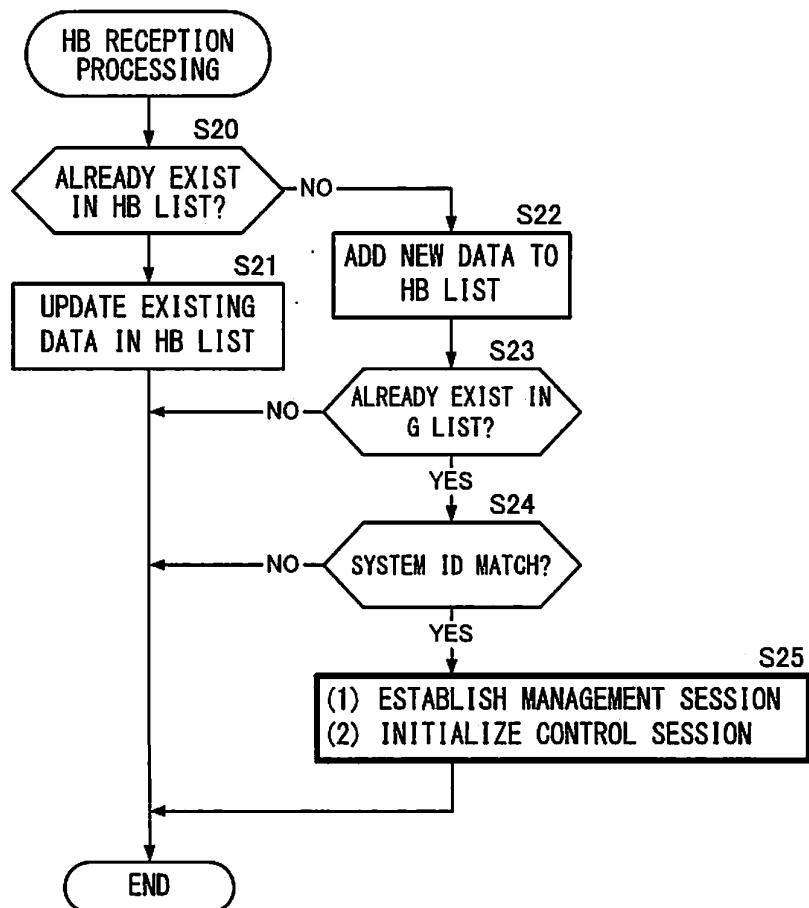 HB RECEPTION
PROCESSING
S20
ALREADY EXIST
IN HB LIST?
NO
S21
UPDATE EXISTING
DATA IN HB LIST
S22
ADD NEW DATA TO
HB LIST
S23
ALREADY EXIST IN
G LIST?
NO
YES
S24
SYSTEM ID MATCH?
NO
YES
S25
(1) ESTABLISH MANAGEMENT SESSION
(2) INITIALIZE CONTROL SESSION
END